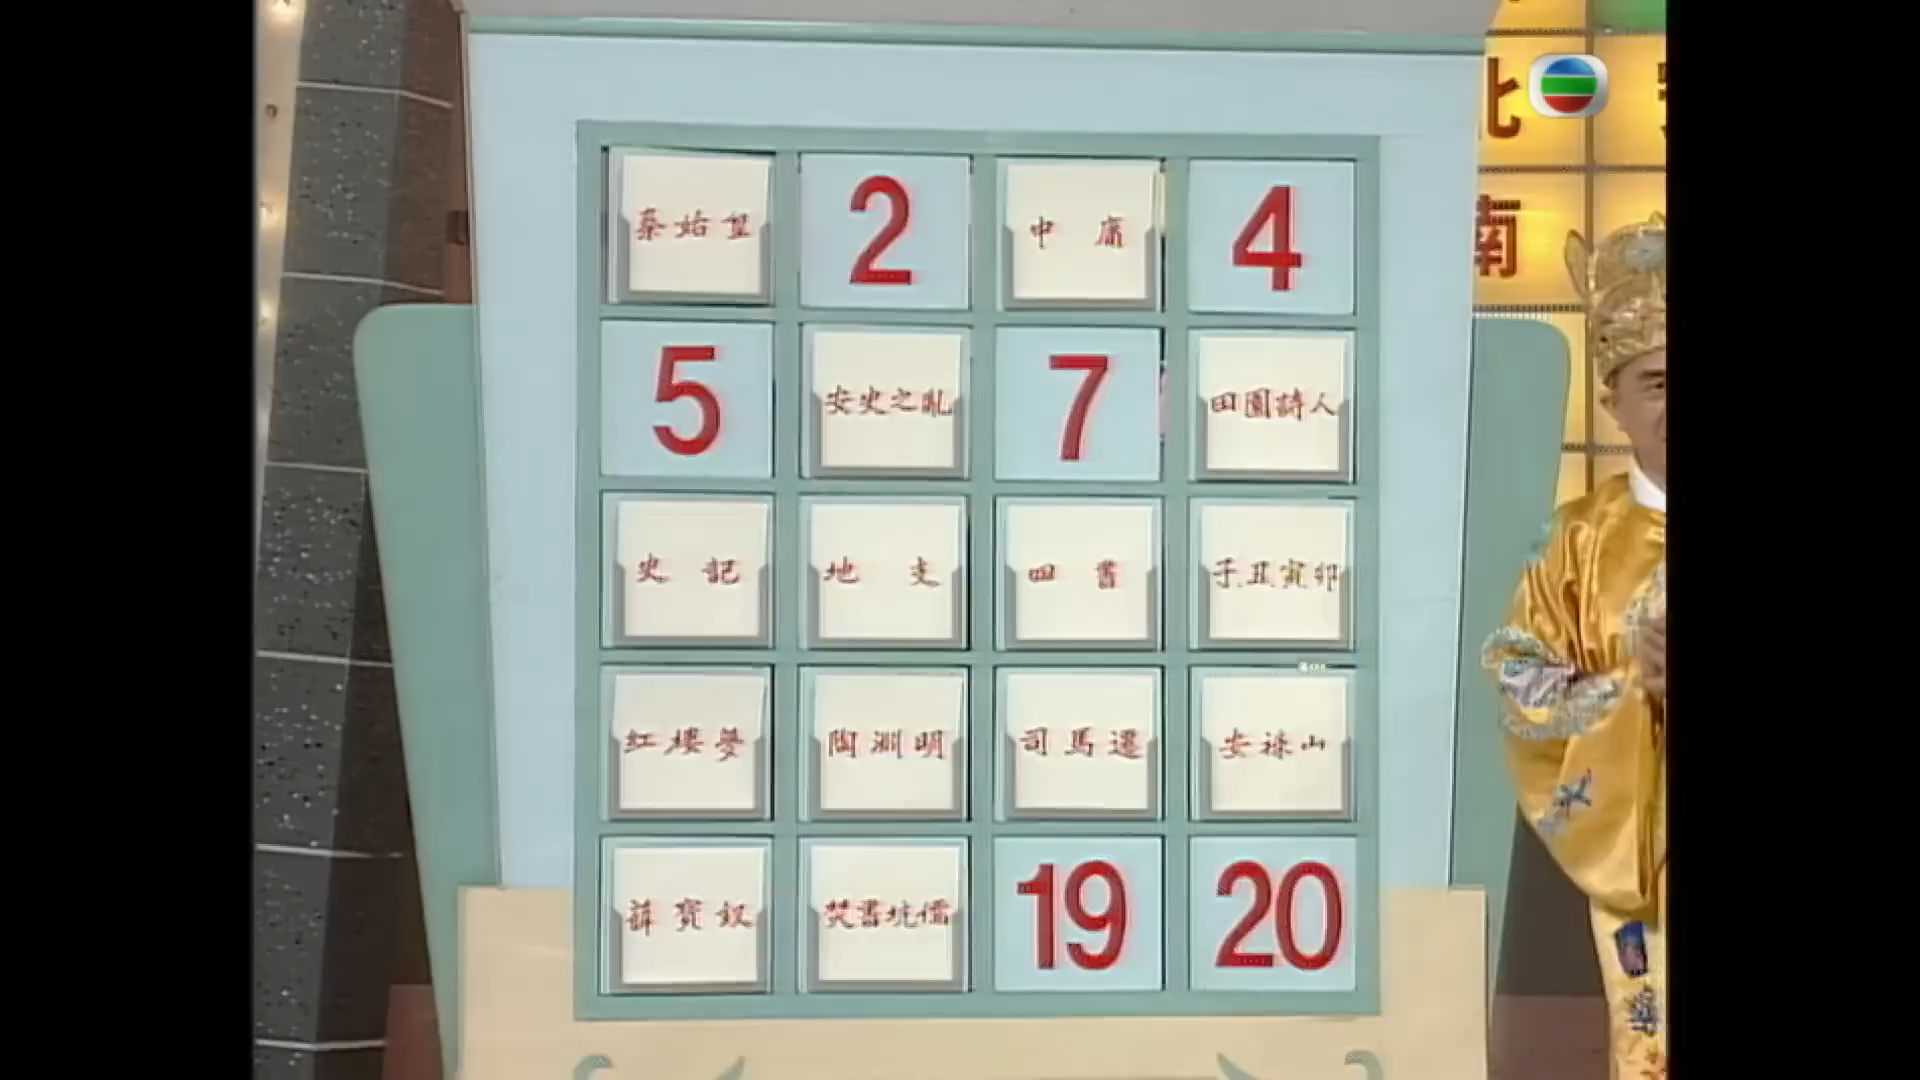 北
南
秦始皇 2 中庸 4
5 安史之亂 7 田園詩人
史記 地支 四書 子丑寅卯
紅樓夢 陶淵明 司馬遷 安祿山
薛寶釵 焚書坑儒 19 20